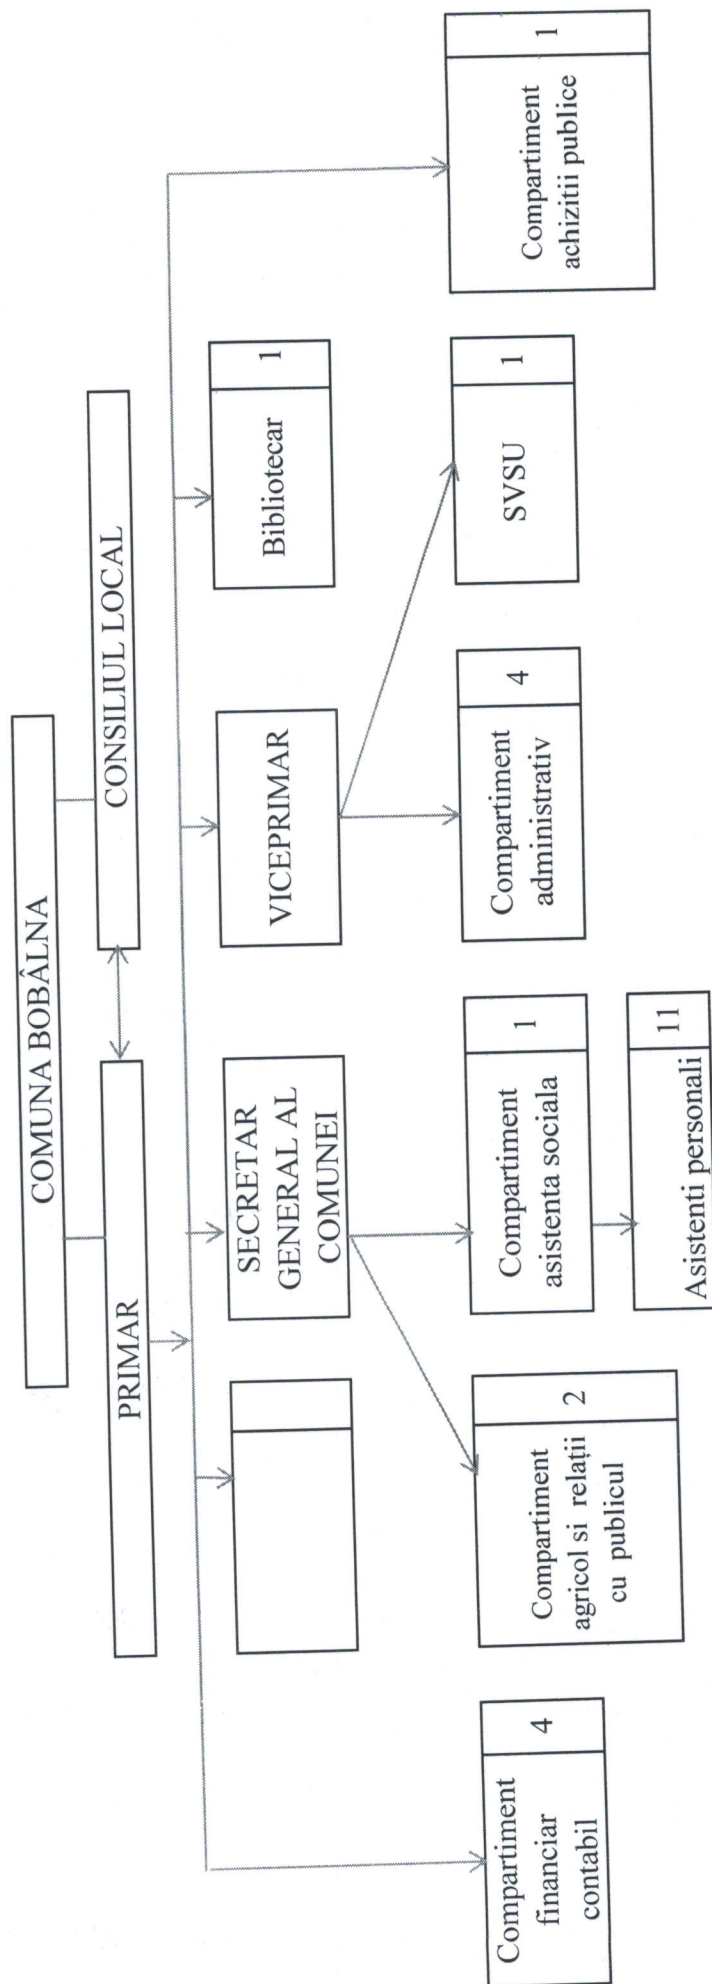 COMUNA BOBÂLNA
PRIMAR
CONSILIUL LOCAL
SECRETAR
GENERAL AL
COMUNEI
VICEPRIMAR
Bibliotecar
1
Compartiment
financiar
contabil
4
Compartiment
agricol si relații
cu publicul
2
Compartiment
asistenta sociala
1
Compartiment
administrativ
4
SVSU
1
Compartiment
achizitii publice
1
Asistenti personali
11